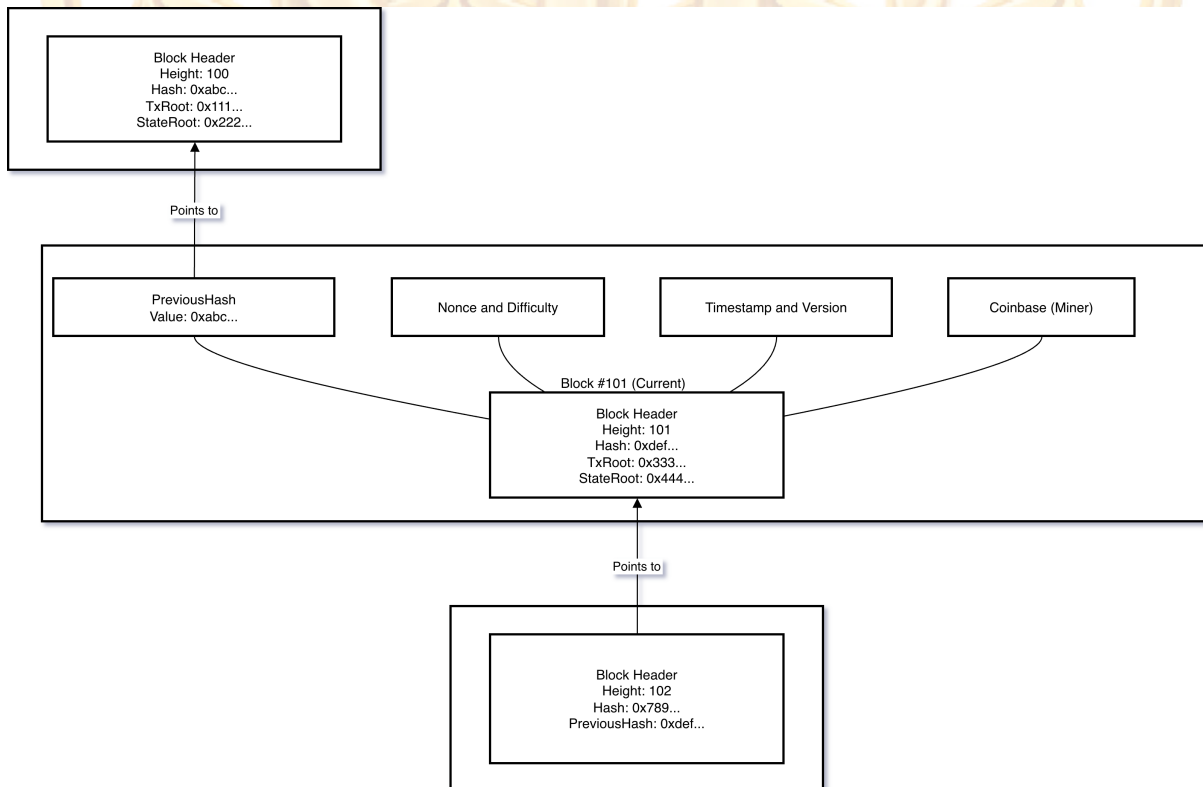 Block Header
Height: 100
Hash: 0xabc...
TxRoot: 0x111...
StateRoot: 0x222...
Points to
PreviousHash
Value: 0xabc...
Nonce and Difficulty
Timestamp and Version
Coinbase (Miner)
Block #101 (Current)
Block Header
Height: 101
Hash: 0xdef...
TxRoot: 0x333...
StateRoot: 0x444...
Points to
Block Header
Height: 102
Hash: 0x789...
PreviousHash: 0xdef...